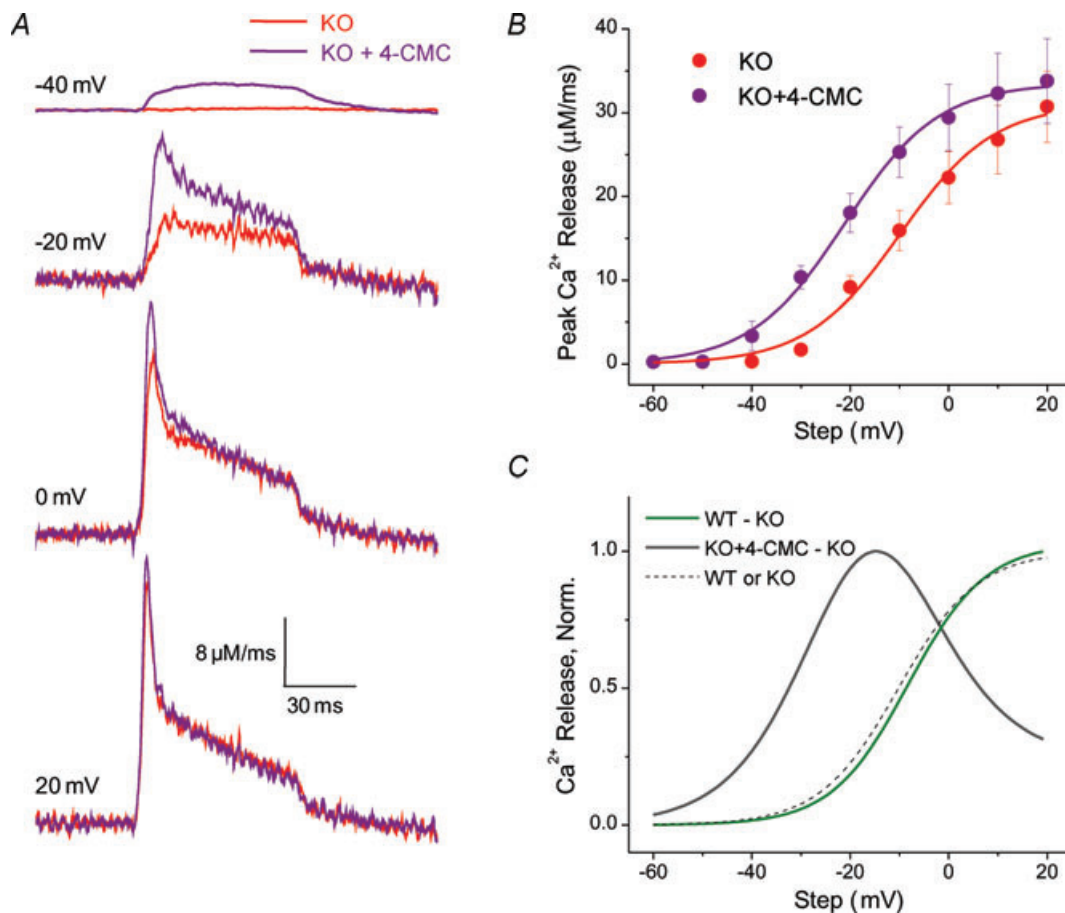 A
KO
KO + 4-CMC
-40 mV
-20 mV
0 mV
20 mV
8 µM/ms
30 ms
B
KO
KO+4-CMC
Peak Ca²⁺ Release (µM/ms)
40
30
20
10
0
-60
-40
-20
0
20
Step (mV)
C
WT - KO
KO+4-CMC - KO
WT or KO
Ca²⁺ Release, Norm.
1.0
0.5
0.0
-60
-40
-20
0
20
Step (mV)